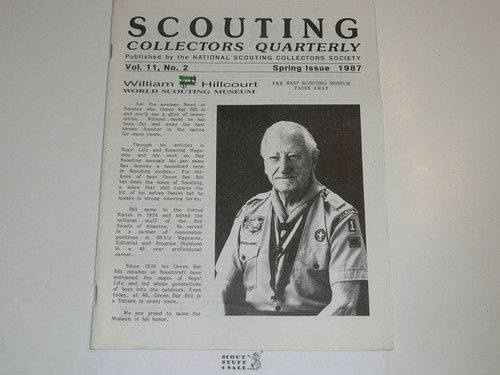 SCOUTING
COLLECTORS QUARTERLY
Published by the NATIONAL SCOUTING COLLECTORS SOCIETY
Vol. 11, No. 2 Spring Issue 1987
William Hillcourt
WORLD SCOUTING MUSEUM
FAR WEST SCOUTING MUSEUM
PASSES AWAY
Ask the average Scout or
Scouter who Green Bar Bill is
and you'd see a glint of recog-
nition. Without doubt he has
been far and away the best
known Scouter in the nation
for many years.
Through his articles in
Boys' Life and Scouting Maga-
zine and his work on Boy
Scouting manuals his pen name
has become a household term
in Scouting circles. For mil-
lions of boys Green Bar Bill
has been the voice of Scouting,
a voice that still retains the
lilt of his native Danish but he
speaks in strong America terms.
Bill came to the United
States in 1926 and joined the
national staff of the Boy
Scouts of America. He served
in a number of responsible
positions in BSA's Magazine,
Editorial and Program Divisions
in a 40 year professional
career.
Since 1932 his Green Bar
Bill columns on Scoutcraft have
enlivened the pages of Boys'
Life and led whole generations
of boys into the outdoors. Even
today, at 86, Green Bar Bill is
a fixture in every issue.
We are proud to name the
Museum in his honor.
1
SCOUT
STUFF
4 SALE